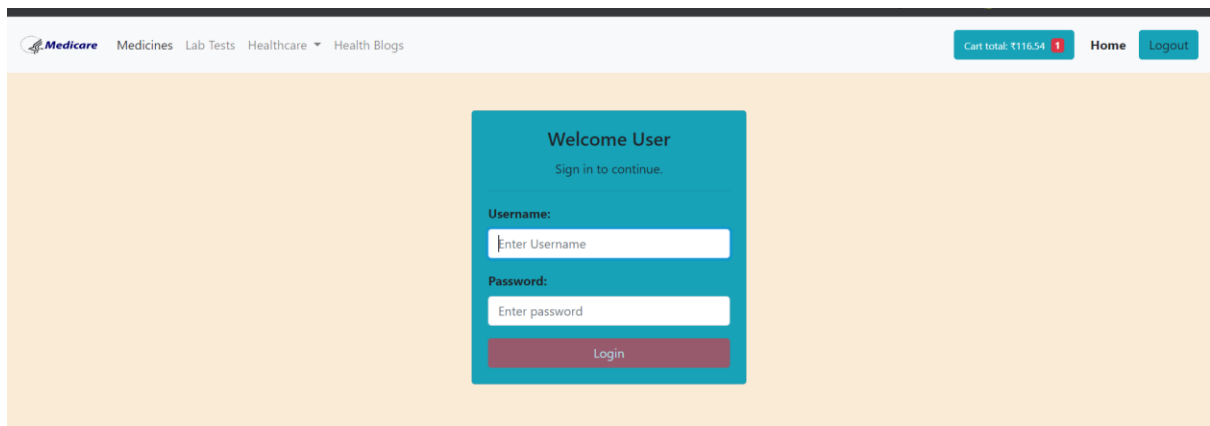 Medicare Medicines Lab Tests Healthcare Health Blogs Cart total: ₹116.54 1 Home Logout
Welcome User
Sign in to continue.
Username:
Enter Username
Password:
Enter password
Login